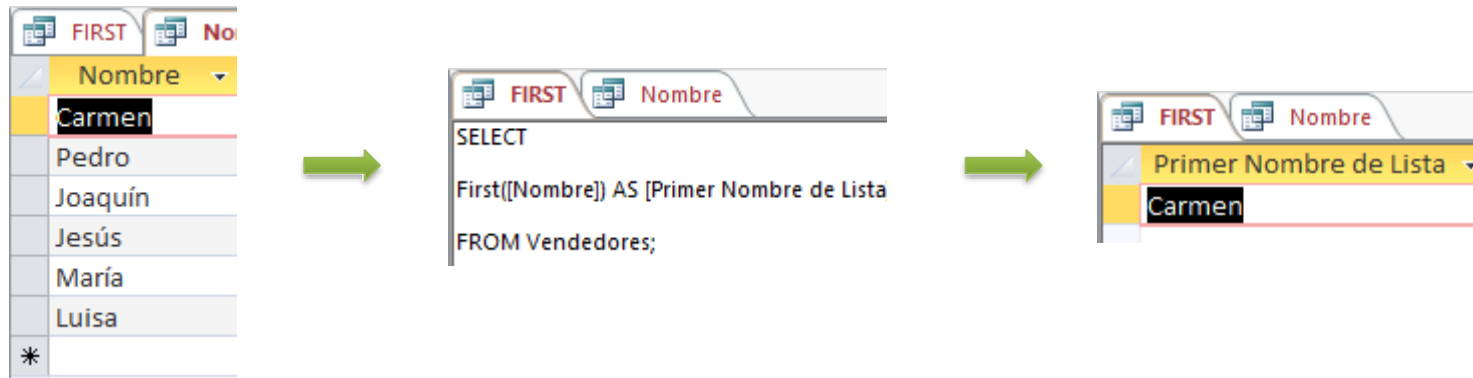 FIRST
Nombre
Carmen
Pedro
Joaquín
Jesús
María
Luisa
FIRST Nombre
SELECT
First([Nombre]) AS [Primer Nombre de Lista
FROM Vendedores;
FIRST Nombre
Primer Nombre de Lista
Carmen